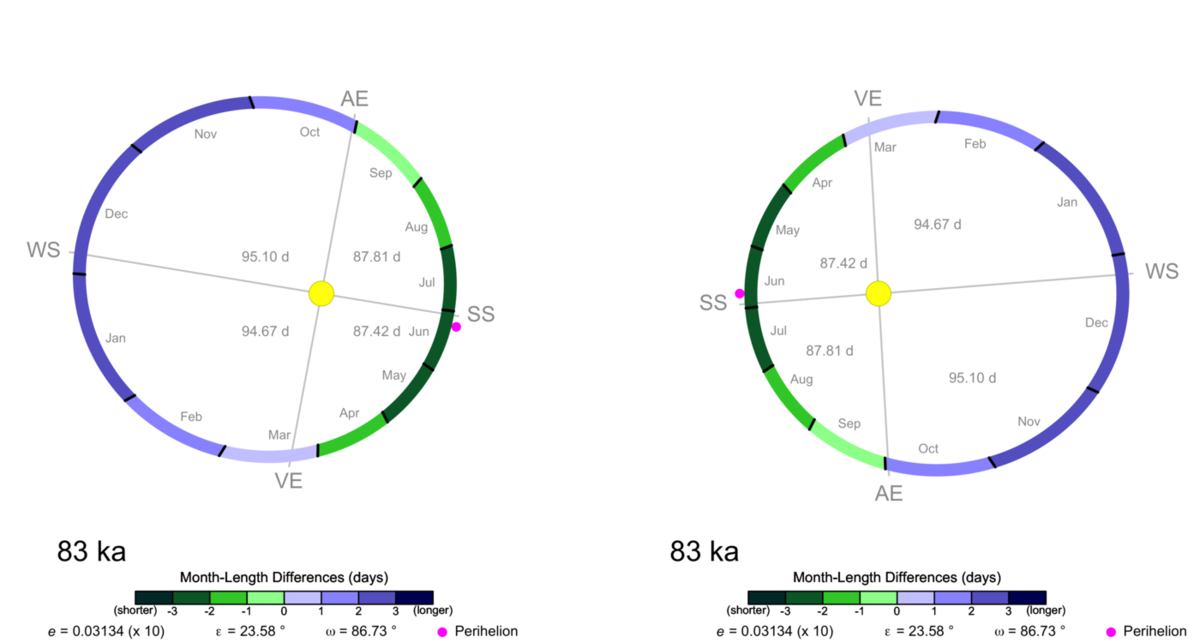 AE
Nov
Oct
Sep
Dec
Aug
WS
95.10 d
87.81 d
Jul
SS
94.67 d
87.42 d
Jun
Jan
May
Feb
Apr
Mar
VE
83 ka
Month-Length Differences (days)
(shorter) -3 -2 -1 0 1 2 3 (longer)
e = 0.03134 (x 10) ε = 23.58 ° ω = 86.73 ° Perihelion
VE
Mar
Feb
Apr
Jan
May
94.67 d
87.42 d
WS
Jun
SS
Jul
Dec
87.81 d
Aug
95.10 d
Sep
Nov
Oct
AE
83 ka
Month-Length Differences (days)
(shorter) -3 -2 -1 0 1 2 3 (longer)
e = 0.03134 (x 10) ε = 23.58 ° ω = 86.73 ° Perihelion